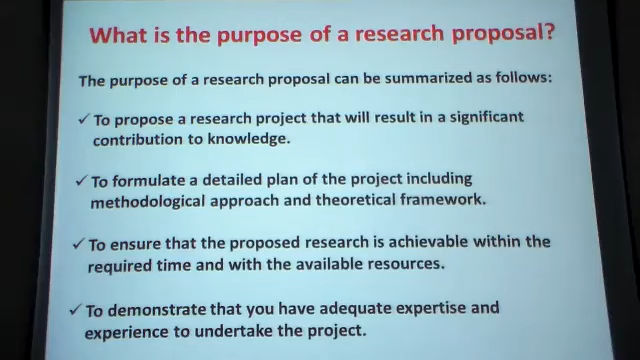 What is the purpose of a research proposal?
The purpose of a research proposal can be summarized as follows:
✓ To propose a research project that will result in a significant
contribution to knowledge.
✓ To formulate a detailed plan of the project including
methodological approach and theoretical framework.
✓ To ensure that the proposed research is achievable within the
required time and with the available resources.
✓ To demonstrate that you have adequate expertise and
experience to undertake the project.